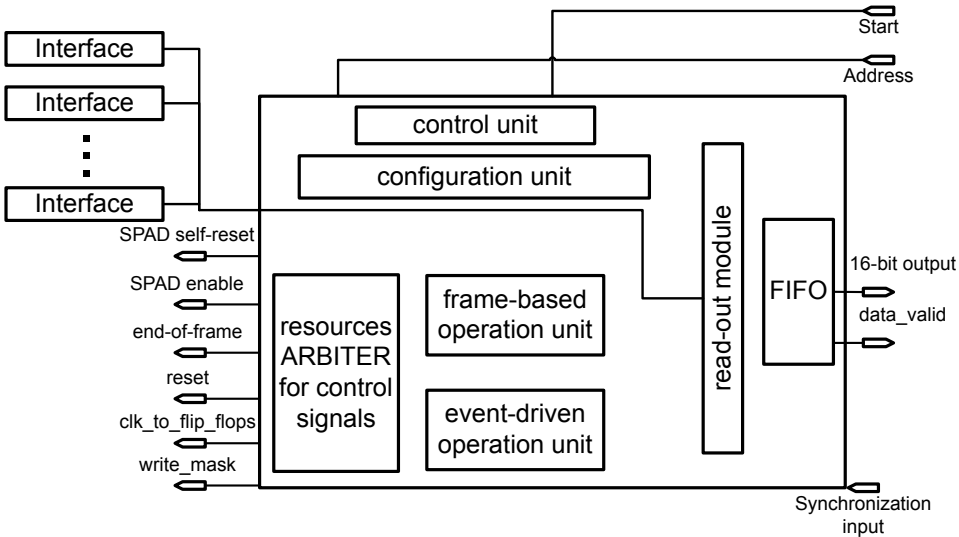 Start
Interface
Address
Interface
control unit
configuration unit
Interface
SPAD self-reset
SPAD enable
end-of-frame
reset
clk_to_flip_flops
write_mask
resources
ARBITER
for control
signals
frame-based
operation unit
event-driven
operation unit
read-out module
FIFO
16-bit output
data_valid
Synchronization
input